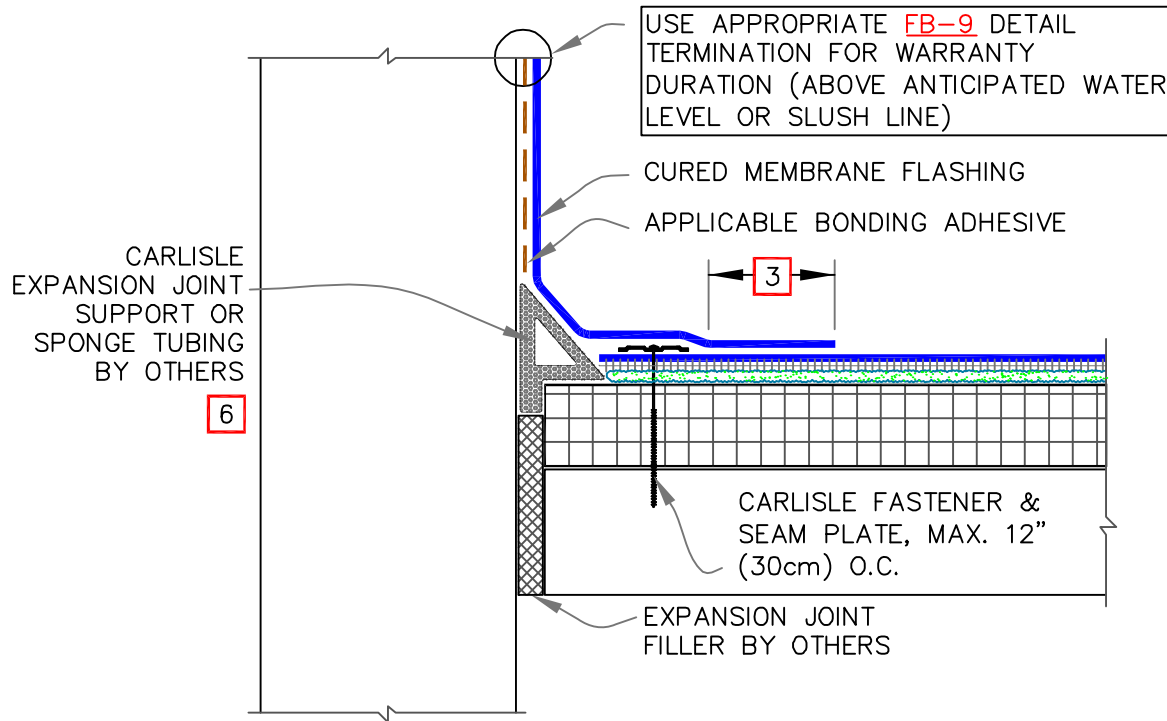 USE APPROPRIATE FB-9 DETAIL
TERMINATION FOR WARRANTY
DURATION (ABOVE ANTICIPATED WATER
LEVEL OR SLUSH LINE)
CURED MEMBRANE FLASHING
APPLICABLE BONDING ADHESIVE
3
CARLISLE
EXPANSION JOINT
SUPPORT OR
SPONGE TUBING
BY OTHERS
6
CARLISLE FASTENER &
SEAM PLATE, MAX. 12"
(30cm) O.C.
EXPANSION JOINT
FILLER BY OTHERS